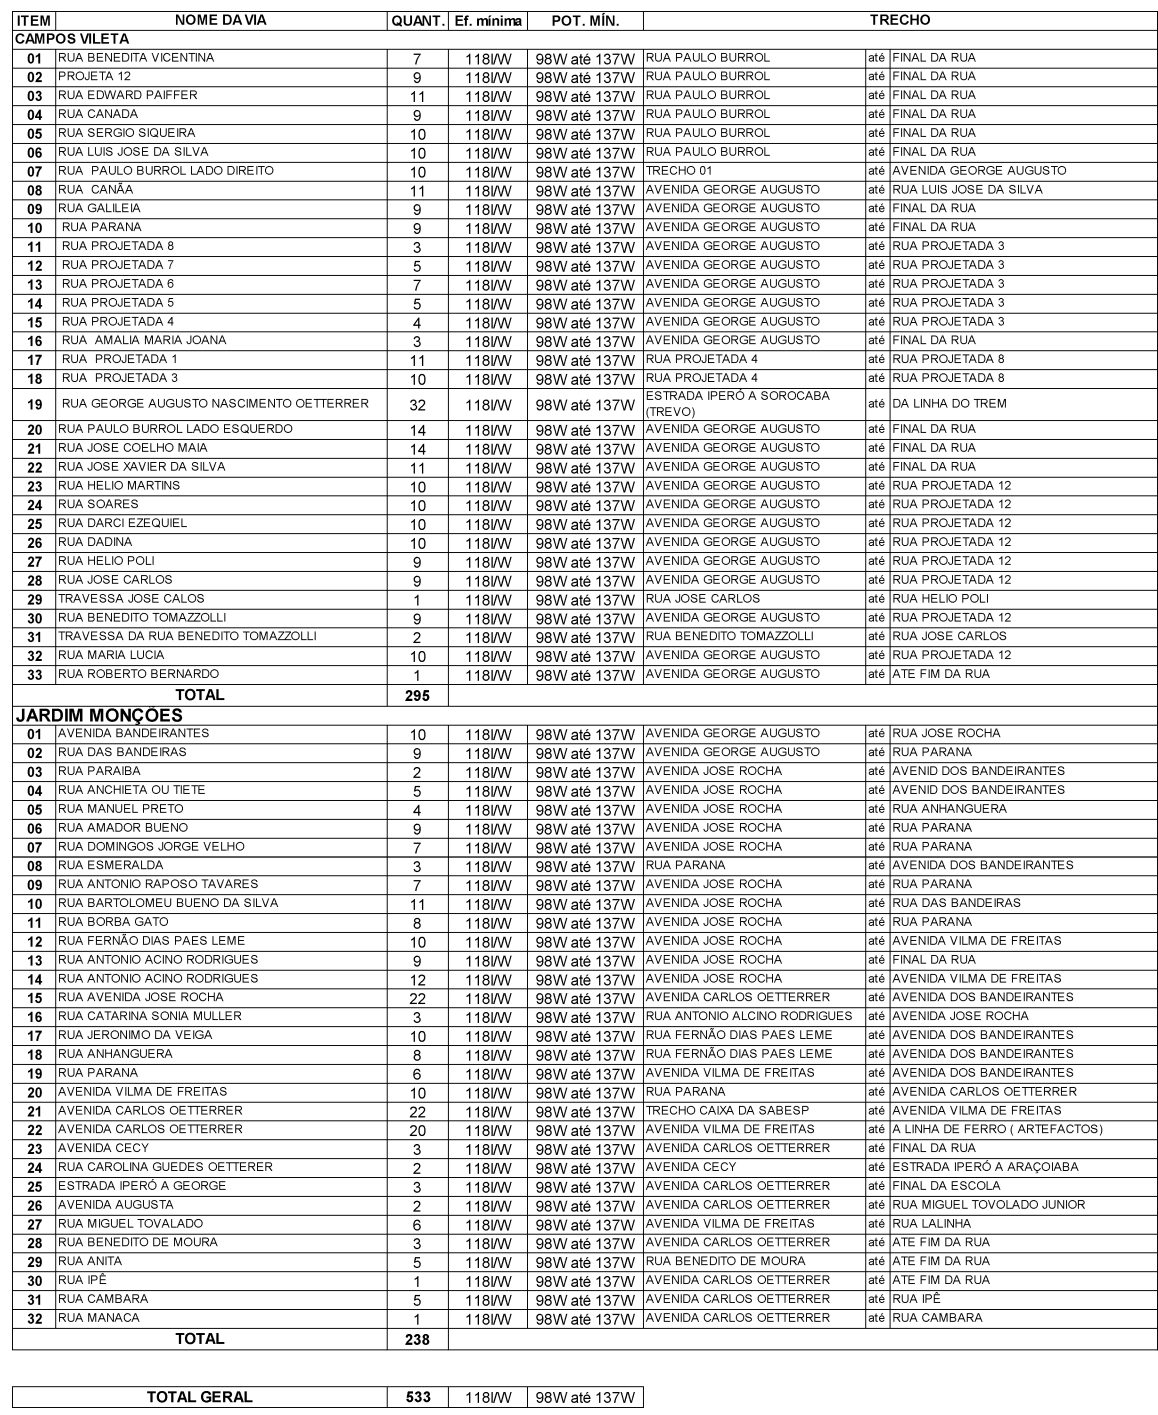 ITEM NOME DA VIA QUANT. Ef. mínima POT. MÍN. TRECHO
CAMPOS VILETA
01 RUA BENEDITA VICENTINA 7 118l/W 98W até 137W RUA PAULO BURROL até FINAL DA RUA
02 PROJETA 12 9 118l/W 98W até 137W RUA PAULO BURROL até FINAL DA RUA
03 RUA EDWARD PAIFFER 11 118l/W 98W até 137W RUA PAULO BURROL até FINAL DA RUA
04 RUA CANADA 9 118l/W 98W até 137W RUA PAULO BURROL até FINAL DA RUA
05 RUA SERGIO SIQUEIRA 10 118l/W 98W até 137W RUA PAULO BURROL até FINAL DA RUA
06 RUA LUIS JOSE DA SILVA 10 118l/W 98W até 137W RUA PAULO BURROL até FINAL DA RUA
07 RUA PAULO BURROL LADO DIREITO 10 118l/W 98W até 137W TRECHO 01 até AVENIDA GEORGE AUGUSTO
08 RUA CANÃA 11 118l/W 98W até 137W AVENIDA GEORGE AUGUSTO até RUA LUIS JOSE DA SILVA
09 RUA GALILEIA 9 118l/W 98W até 137W AVENIDA GEORGE AUGUSTO até FINAL DA RUA
10 RUA PARANA 9 118l/W 98W até 137W AVENIDA GEORGE AUGUSTO até FINAL DA RUA
11 RUA PROJETADA 8 3 118l/W 98W até 137W AVENIDA GEORGE AUGUSTO até RUA PROJETADA 3
12 RUA PROJETADA 7 5 118l/W 98W até 137W AVENIDA GEORGE AUGUSTO até RUA PROJETADA 3
13 RUA PROJETADA 6 7 118l/W 98W até 137W AVENIDA GEORGE AUGUSTO até RUA PROJETADA 3
14 RUA PROJETADA 5 5 118l/W 98W até 137W AVENIDA GEORGE AUGUSTO até RUA PROJETADA 3
15 RUA PROJETADA 4 4 118l/W 98W até 137W AVENIDA GEORGE AUGUSTO até RUA PROJETADA 3
16 RUA AMALIA MARIA JOANA 3 118l/W 98W até 137W AVENIDA GEORGE AUGUSTO até FINAL DA RUA
17 RUA PROJETADA 1 11 118l/W 98W até 137W RUA PROJETADA 4 até RUA PROJETADA 8
18 RUA PROJETADA 3 10 118l/W 98W até 137W RUA PROJETADA 4 até RUA PROJETADA 8
19 RUA GEORGE AUGUSTO NASCIMENTO OETTERRER 32 118l/W 98W até 137W ESTRADA IPERÓ A SOROCABA (TREVO) até DA LINHA DO TREM
20 RUA PAULO BURROL LADO ESQUERDO 14 118l/W 98W até 137W AVENIDA GEORGE AUGUSTO até FINAL DA RUA
21 RUA JOSE COELHO MAIA 14 118l/W 98W até 137W AVENIDA GEORGE AUGUSTO até FINAL DA RUA
22 RUA JOSE XAVIER DA SILVA 11 118l/W 98W até 137W AVENIDA GEORGE AUGUSTO até FINAL DA RUA
23 RUA HELIO MARTINS 10 118l/W 98W até 137W AVENIDA GEORGE AUGUSTO até RUA PROJETADA 12
24 RUA SOARES 10 118l/W 98W até 137W AVENIDA GEORGE AUGUSTO até RUA PROJETADA 12
25 RUA DARCI EZEQUIEL 10 118l/W 98W até 137W AVENIDA GEORGE AUGUSTO até RUA PROJETADA 12
26 RUA DADINA 10 118l/W 98W até 137W AVENIDA GEORGE AUGUSTO até RUA PROJETADA 12
27 RUA HELIO POLI 9 118l/W 98W até 137W AVENIDA GEORGE AUGUSTO até RUA PROJETADA 12
28 RUA JOSE CARLOS 9 118l/W 98W até 137W AVENIDA GEORGE AUGUSTO até RUA PROJETADA 12
29 TRAVESSA JOSE CALOS 1 118l/W 98W até 137W RUA JOSE CARLOS até RUA HELIO POLI
30 RUA BENEDITO TOMAZZOLLI 9 118l/W 98W até 137W AVENIDA GEORGE AUGUSTO até RUA PROJETADA 12
31 TRAVESSA DA RUA BENEDITO TOMAZZOLLI 2 118l/W 98W até 137W RUA BENEDITO TOMAZZOLLI até RUA JOSE CARLOS
32 RUA MARIA LUCIA 10 118l/W 98W até 137W AVENIDA GEORGE AUGUSTO até RUA PROJETADA 12
33 RUA ROBERTO BERNARDO 1 118l/W 98W até 137W AVENIDA GEORGE AUGUSTO até ATE FIM DA RUA
TOTAL 295
JARDIM MONÇÕES
01 AVENIDA BANDEIRANTES 10 118l/W 98W até 137W AVENIDA GEORGE AUGUSTO até RUA JOSE ROCHA
02 RUA DAS BANDEIRAS 9 118l/W 98W até 137W AVENIDA GEORGE AUGUSTO até RUA PARANA
03 RUA PARAIBA 2 118l/W 98W até 137W AVENIDA JOSE ROCHA até AVENID DOS BANDEIRANTES
04 RUA ANCHIETA OU TIETE 5 118l/W 98W até 137W AVENIDA JOSE ROCHA até AVENID DOS BANDEIRANTES
05 RUA MANUEL PRETO 4 118l/W 98W até 137W AVENIDA JOSE ROCHA até RUA ANHANGUERA
06 RUA AMADOR BUENO 9 118l/W 98W até 137W AVENIDA JOSE ROCHA até RUA PARANA
07 RUA DOMINGOS JORGE VELHO 7 118l/W 98W até 137W AVENIDA JOSE ROCHA até RUA PARANA
08 RUA ESMERALDA 3 118l/W 98W até 137W RUA PARANA até AVENIDA DOS BANDEIRANTES
09 RUA ANTONIO RAPOSO TAVARES 7 118l/W 98W até 137W AVENIDA JOSE ROCHA até RUA PARANA
10 RUA BARTOLOMEU BUENO DA SILVA 11 118l/W 98W até 137W AVENIDA JOSE ROCHA até RUA DAS BANDEIRAS
11 RUA BORBA GATO 8 118l/W 98W até 137W AVENIDA JOSE ROCHA até RUA PARANA
12 RUA FERNÃO DIAS PAES LEME 10 118l/W 98W até 137W AVENIDA JOSE ROCHA até AVENIDA VILMA DE FREITAS
13 RUA ANTONIO ACINO RODRIGUES 9 118l/W 98W até 137W AVENIDA JOSE ROCHA até FINAL DA RUA
14 RUA ANTONIO ACINO RODRIGUES 12 118l/W 98W até 137W AVENIDA JOSE ROCHA até AVENIDA VILMA DE FREITAS
15 RUA AVENIDA JOSE ROCHA 22 118l/W 98W até 137W AVENIDA CARLOS OETTERRER até AVENIDA DOS BANDEIRANTES
16 RUA CATARINA SONIA MULLER 3 118l/W 98W até 137W RUA ANTONIO ALCINO RODRIGUES até AVENIDA JOSE ROCHA
17 RUA JERONIMO DA VEIGA 10 118l/W 98W até 137W RUA FERNÃO DIAS PAES LEME até AVENIDA DOS BANDEIRANTES
18 RUA ANHANGUERA 8 118l/W 98W até 137W RUA FERNÃO DIAS PAES LEME até AVENIDA DOS BANDEIRANTES
19 RUA PARANA 6 118l/W 98W até 137W AVENIDA VILMA DE FREITAS até AVENIDA DOS BANDEIRANTES
20 AVENIDA VILMA DE FREITAS 10 118l/W 98W até 137W RUA PARANA até AVENIDA CARLOS OETTERRER
21 AVENIDA CARLOS OETTERRER 22 118l/W 98W até 137W TRECHO CAIXA DA SABESP até AVENIDA VILMA DE FREITAS
22 AVENIDA CARLOS OETTERRER 20 118l/W 98W até 137W AVENIDA VILMA DE FREITAS até A LINHA DE FERRO ( ARTEFACTOS)
23 AVENIDA CECY 3 118l/W 98W até 137W AVENIDA CARLOS OETTERRER até FINAL DA RUA
24 RUA CAROLINA GUEDES OETTERER 2 118l/W 98W até 137W AVENIDA CECY até ESTRADA IPERÓ A ARAÇOIABA
25 ESTRADA IPERÓ A GEORGE 3 118l/W 98W até 137W AVENIDA CARLOS OETTERRER até FINAL DA ESCOLA
26 AVENIDA AUGUSTA 2 118l/W 98W até 137W AVENIDA CARLOS OETTERRER até RUA MIGUEL TOVOLADO JUNIOR
27 RUA MIGUEL TOVALADO 6 118l/W 98W até 137W AVENIDA VILMA DE FREITAS até RUA LALINHA
28 RUA BENEDITO DE MOURA 3 118l/W 98W até 137W AVENIDA CARLOS OETTERRER até ATE FIM DA RUA
29 RUA ANITA 5 118l/W 98W até 137W RUA BENEDITO DE MOURA até ATE FIM DA RUA
30 RUA IPÊ 1 118l/W 98W até 137W AVENIDA CARLOS OETTERRER até ATE FIM DA RUA
31 RUA CAMBARA 5 118l/W 98W até 137W AVENIDA CARLOS OETTERRER até RUA IPÊ
32 RUA MANACA 1 118l/W 98W até 137W AVENIDA CARLOS OETTERRER até RUA CAMBARA
TOTAL 238
TOTAL GERAL 533 118l/W 98W até 137W